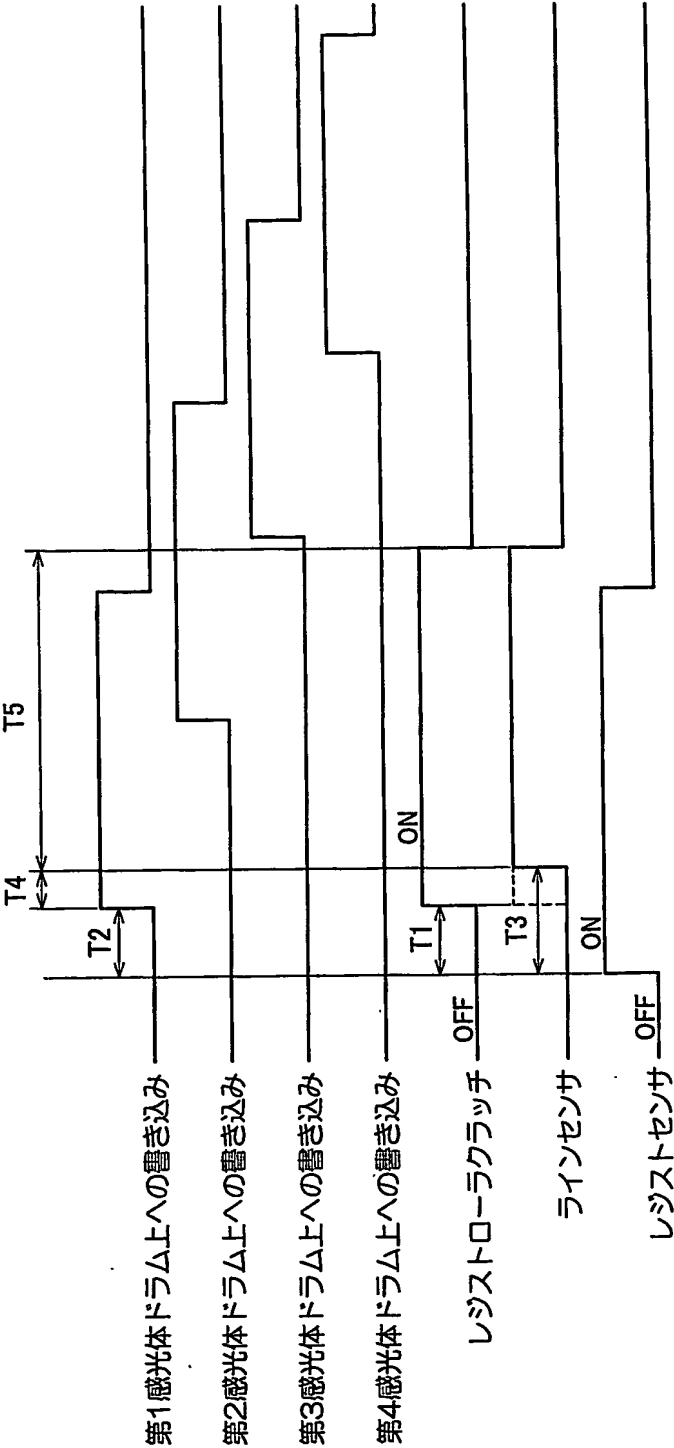 T5
T4
T2
第1感光体ドラム上への書き込み
第2感光体ドラム上への書き込み
第3感光体ドラム上への書き込み
第4感光体ドラム上への書き込み
ON
T1
OFF
レジストローラクラッチ
T3
ラインセンサ
ON
OFF
レジストセンサ